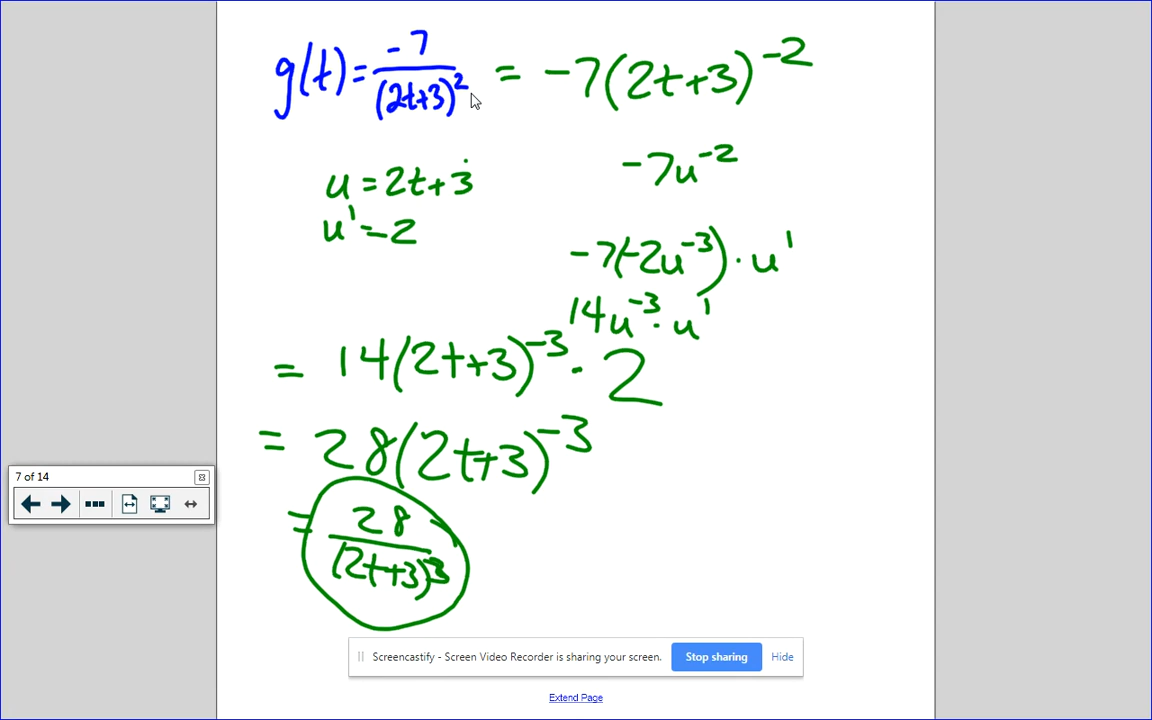 g(t) = -7/(2t+3)² = -7(2t+3)⁻²
u = 2t+3
-7u⁻²
u' = 2
-7(-2u⁻³) · u'
14u⁻³ · u'
= 14(2t+3)⁻³ · 2
= 28(2t+3)⁻³
= 28/(2t+3)³
7 of 14
Screencastify - Screen Video Recorder is sharing your screen.
Stop sharing
Hide
Extend Page